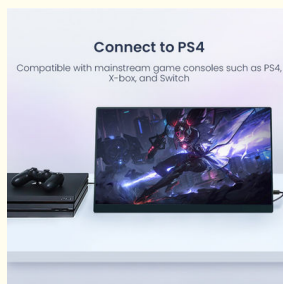 Connect to PS4
Compatible with mainstream game consoles such as PS4,
X-box, and Switch